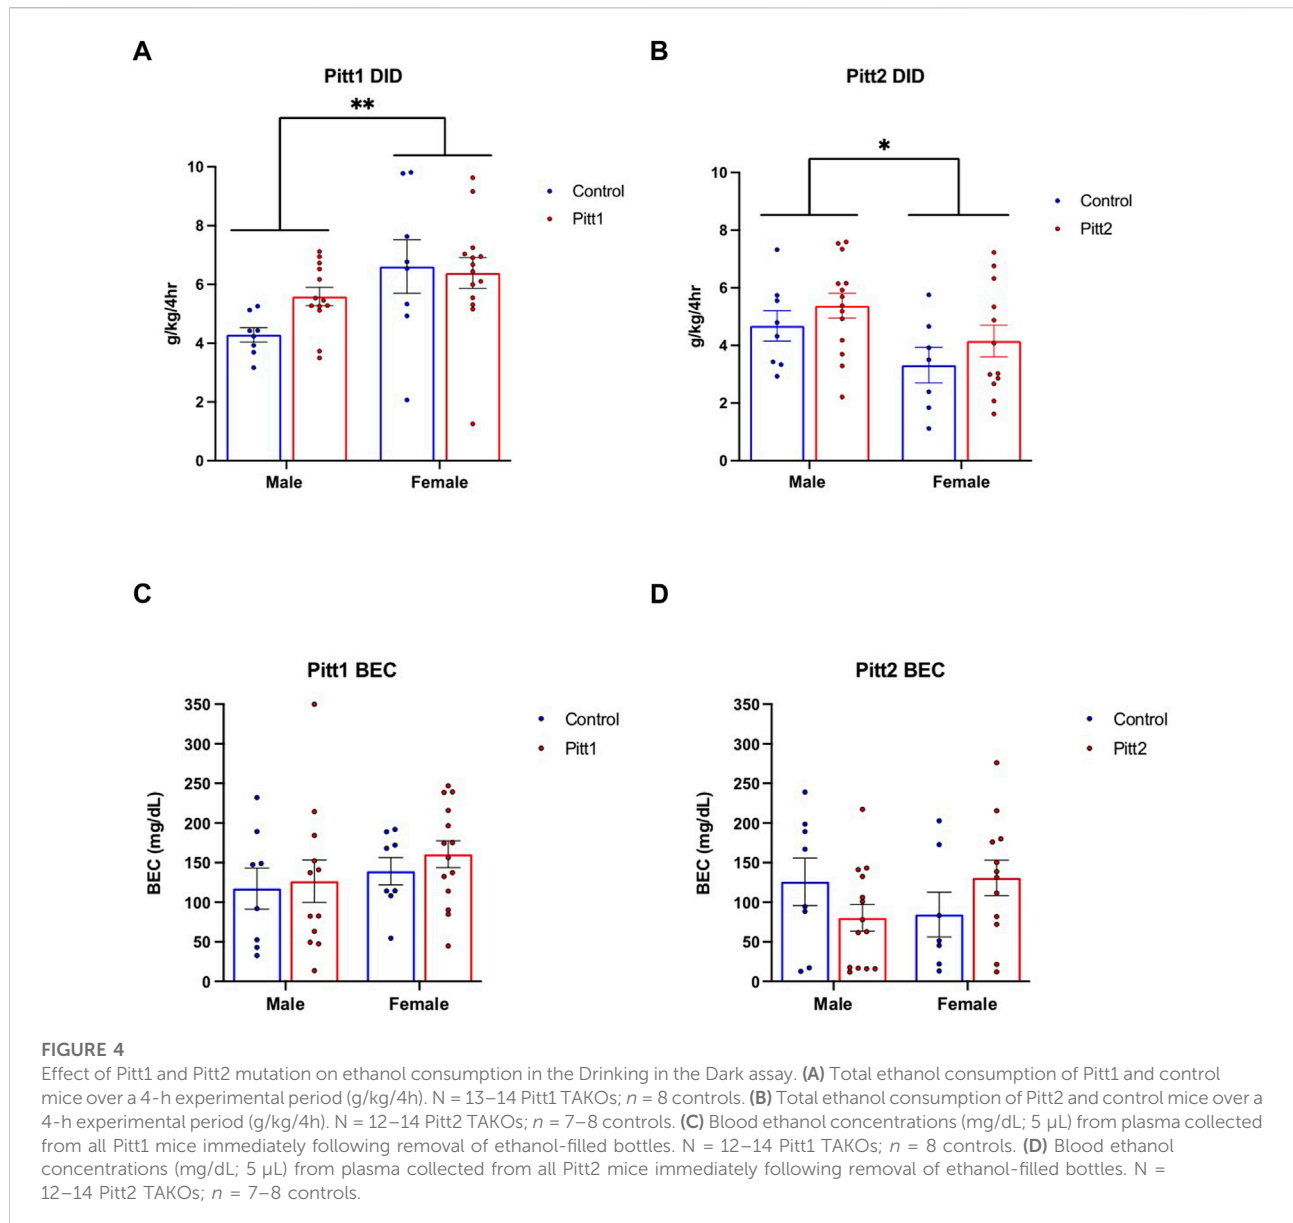 A
Pitt1 DID
**
10
8
6
4
2
0
g/kg/4hr
Male
Female
Control
Pitt1
B
Pitt2 DID
*
10
8
6
4
2
0
g/kg/4hr
Male
Female
Control
Pitt2
C
Pitt1 BEC
350
300
250
200
150
100
50
0
BEC (mg/dL)
Male
Female
Control
Pitt1
D
Pitt2 BEC
350
300
250
200
150
100
50
0
BEC (mg/dL)
Male
Female
Control
Pitt2
FIGURE 4
Effect of Pitt1 and Pitt2 mutation on ethanol consumption in the Drinking in the Dark assay. (A) Total ethanol consumption of Pitt1 and control
mice over a 4-h experimental period (g/kg/4h). N = 13–14 Pitt1 TAKOs; n = 8 controls. (B) Total ethanol consumption of Pitt2 and control mice over a
4-h experimental period (g/kg/4h). N = 12–14 Pitt2 TAKOs; n = 7–8 controls. (C) Blood ethanol concentrations (mg/dL; 5 µL) from plasma collected
from all Pitt1 mice immediately following removal of ethanol-filled bottles. N = 12–14 Pitt1 TAKOs; n = 8 controls. (D) Blood ethanol
concentrations (mg/dL; 5 µL) from plasma collected from all Pitt2 mice immediately following removal of ethanol-filled bottles. N =
12–14 Pitt2 TAKOs; n = 7–8 controls.